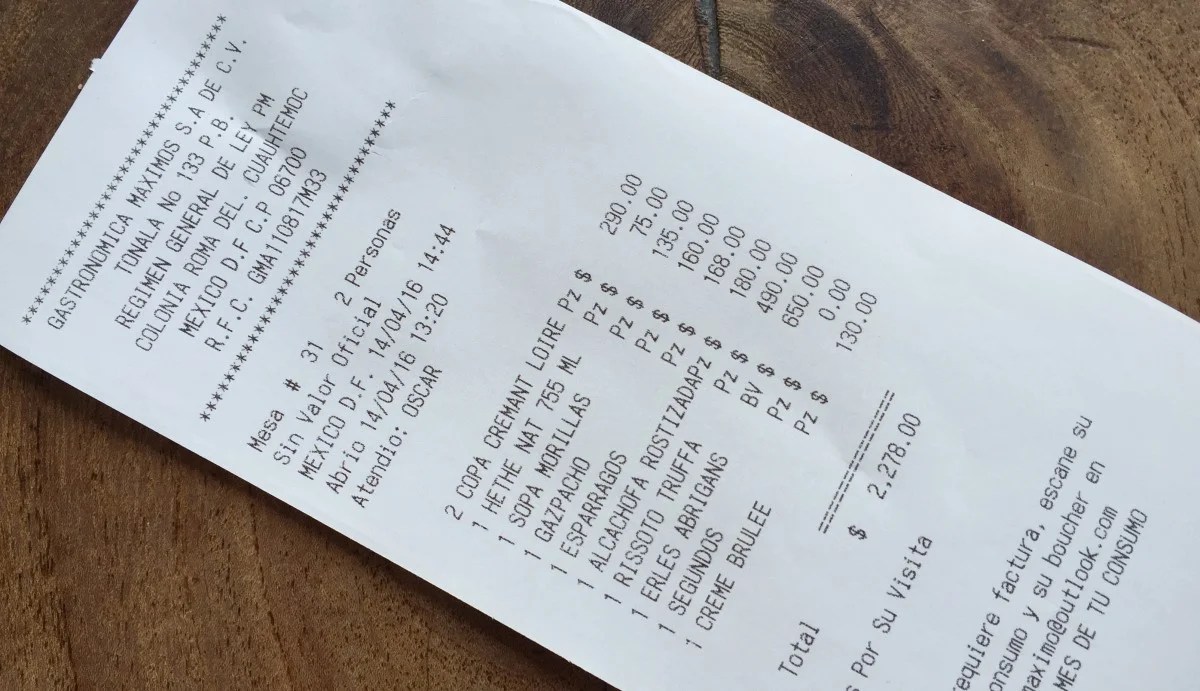 ****************************************
GASTRONOMICA MAXIMOS S.A DE C.V.
TONALA No 133 P.B.
REGIMEN GENERAL DE LEY PM
COLONIA ROMA DEL. CUAUHTEMOC
MEXICO D.F C.P 06700
R.F.C. GMA110817M33
****************************************
Mesa # 31 2 Personas
Sin Valor Oficial
MEXICO D.F. 14/04/16 14:44
Abrio 14/04/16 13:20
Atendio: OSCAR
2 COPA CREMANT LOIRE Pz $ 290.00
1 HETHE NAT 755 ML Pz $ 75.00
1 SOPA MORILLAS Pz $ 135.00
1 GAZPACHO Pz $ 160.00
1 ESPARRAGOS Pz $ 168.00
1 ALCACHOFA ROSTIZADAPz $ 180.00
1 RISSOTO TRUFFA Pz $ 490.00
1 ERLES ABRIGANS BV $ 650.00
1 SEGUNDOS Pz $ 0.00
1 CREME BRULEE Pz $ 130.00
================
Total $ 2,278.00
s Por Su Visita
equiere factura, escane su
onsumo y su boucher en
maximo@outlook.com
MES DE TU CONSUMO